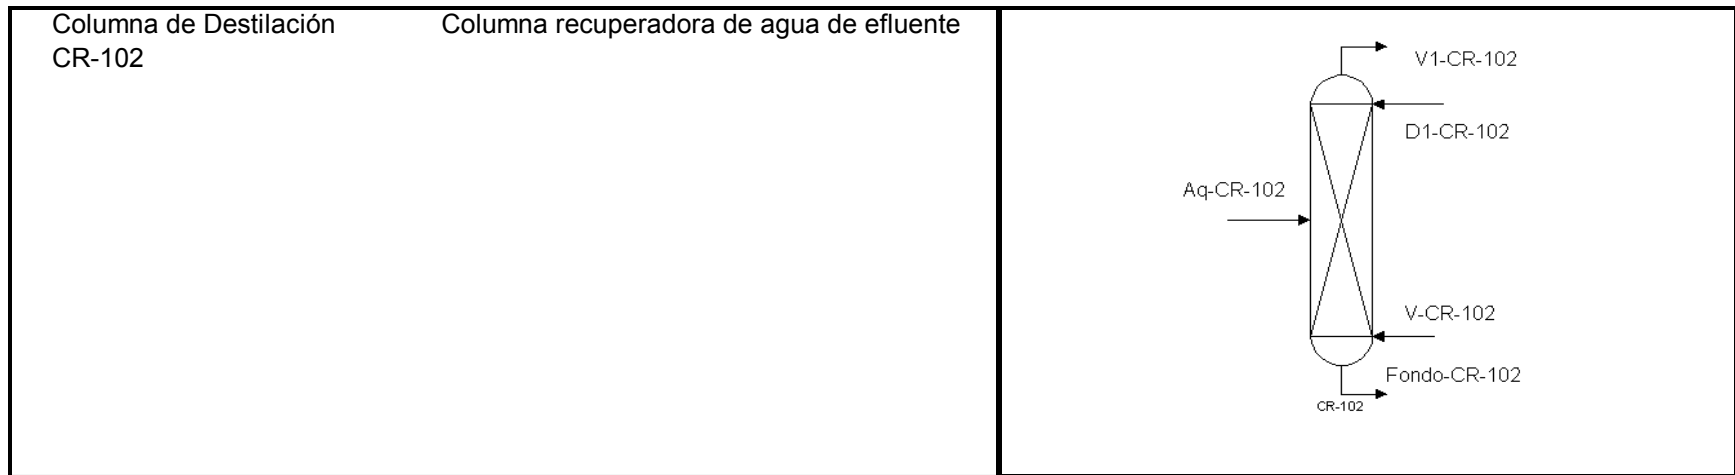 Columna de Destilación
CR-102
Columna recuperadora de agua de efluente
V1-CR-102
D1-CR-102
Aq-CR-102
V-CR-102
Fondo-CR-102
CR-102